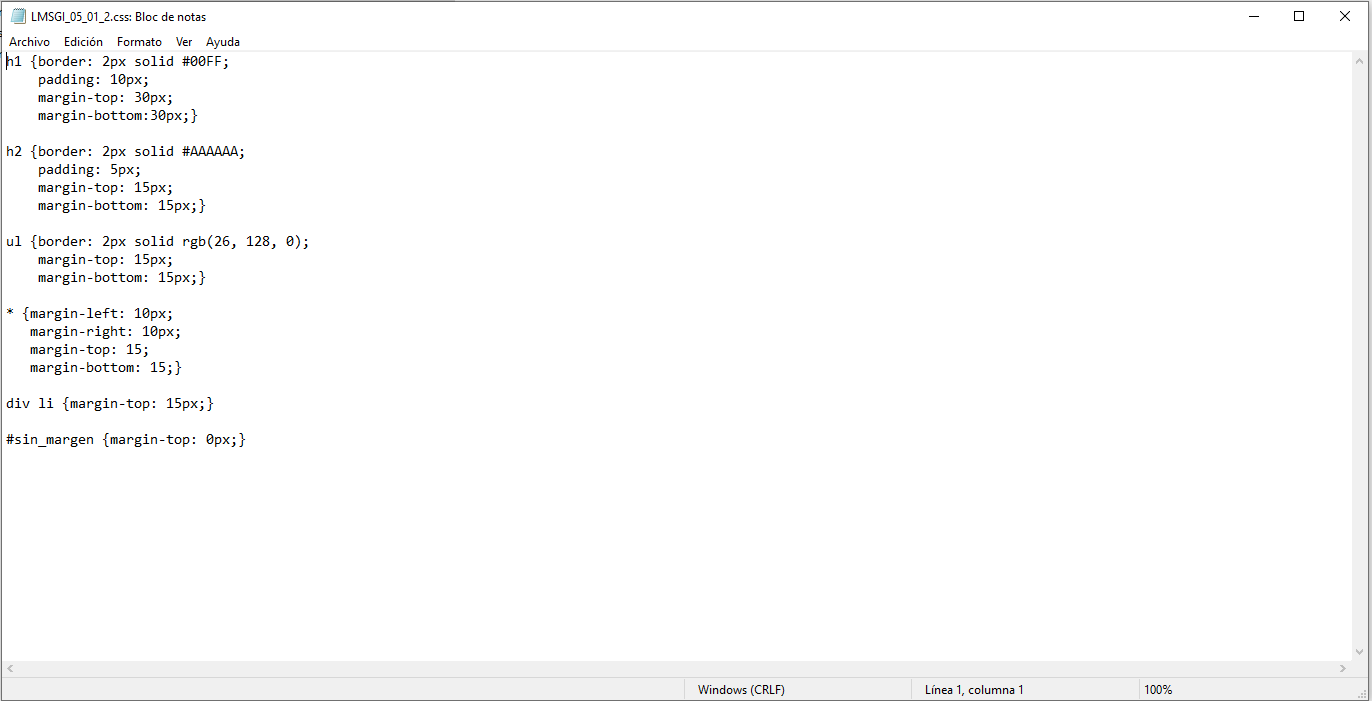 LMSGI_05_01_2.css: Bloc de notas
Archivo Edición Formato Ver Ayuda
h1 {border: 2px solid #00FF;
    padding: 10px;
    margin-top: 30px;
    margin-bottom:30px;}

h2 {border: 2px solid #AAAAAA;
    padding: 5px;
    margin-top: 15px;
    margin-bottom: 15px;}

ul {border: 2px solid rgb(26, 128, 0);
    margin-top: 15px;
    margin-bottom: 15px;}

* {margin-left: 10px;
   margin-right: 10px;
   margin-top: 15;
   margin-bottom: 15;}

div li {margin-top: 15px;}

#sin_margen {margin-top: 0px;}
Windows (CRLF) Línea 1, columna 1 100%